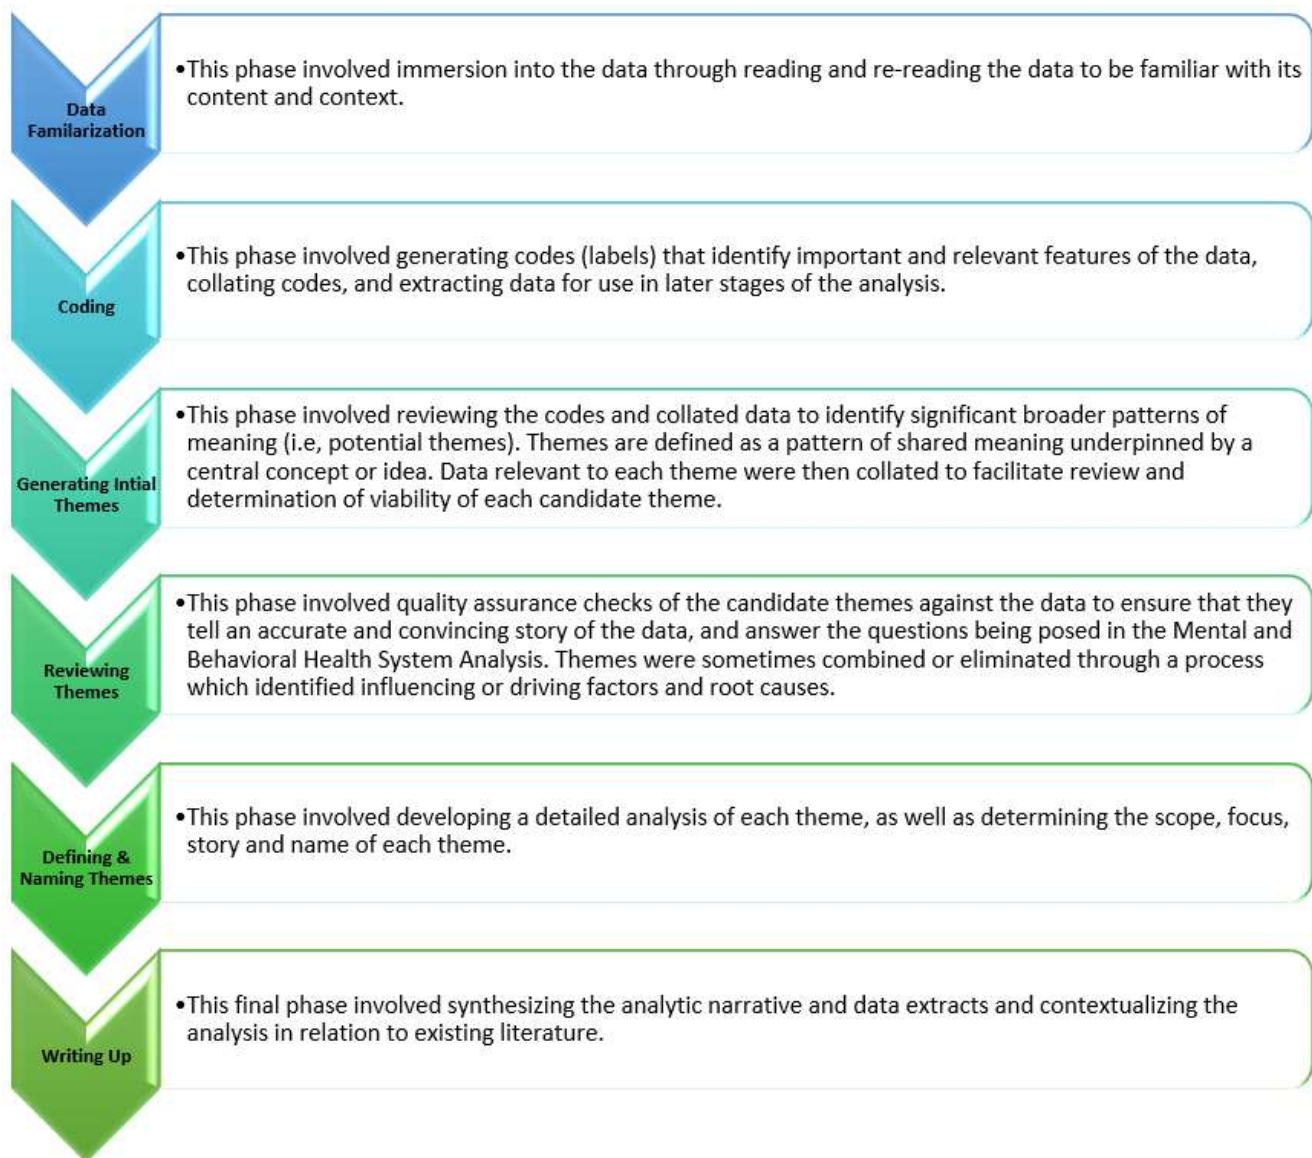 Data
Familarization
•This phase involved immersion into the data through reading and re-reading the data to be familiar with its
content and context.
Coding
•This phase involved generating codes (labels) that identify important and relevant features of the data,
collating codes, and extracting data for use in later stages of the analysis.
Generating Intial
Themes
•This phase involved reviewing the codes and collated data to identify significant broader patterns of
meaning (i.e, potential themes). Themes are defined as a pattern of shared meaning underpinned by a
central concept or idea. Data relevant to each theme were then collated to facilitate review and
determination of viability of each candidate theme.
Reviewing
Themes
•This phase involved quality assurance checks of the candidate themes against the data to ensure that they
tell an accurate and convincing story of the data, and answer the questions being posed in the Mental and
Behavioral Health System Analysis. Themes were sometimes combined or eliminated through a process
which identified influencing or driving factors and root causes.
Defining &
Naming Themes
•This phase involved developing a detailed analysis of each theme, as well as determining the scope, focus,
story and name of each theme.
Writing Up
•This final phase involved synthesizing the analytic narrative and data extracts and contextualizing the
analysis in relation to existing literature.